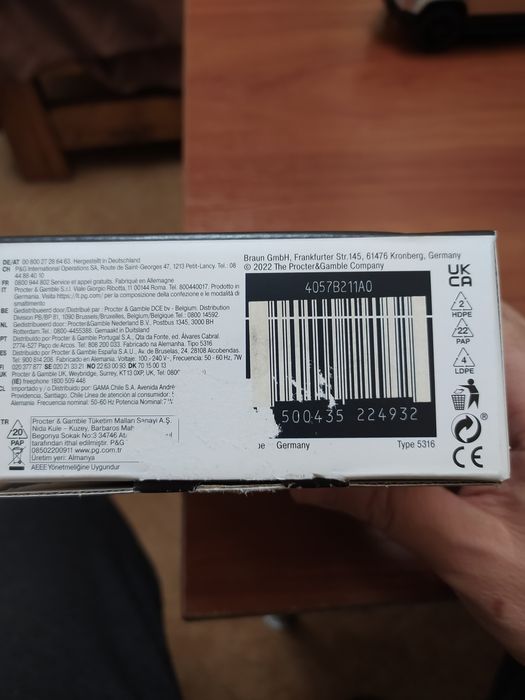 DE/AT 00 800 27 28 64 63. Hergestellt in Deutschland
CH P&G International Operations SA, Route de Saint-Georges 47, 1213 Petit-Lancy. Tel.: 08
44 88 40 10
FR 0800 944 802 Service et appel gratuits. Fabriqué en Allemagne
IT Procter & Gamble S.r.l. Viale Giorgio Ribotta, 11 00144 Roma. Tel. 800440017. Prodotto in
Germania. Visita https://it.pg.com/ per la composizione della confezione e le modalità di
smaltimento
BE Gedistribueerd door/Distribué par : Procter & Gamble DCE bv - Belgium. Distribution
Division PB/BP 81, 1090 Brussels/Bruxelles, Belgium/Belgique Tel.: 0800.14592.
NL Gedistribueerd door: Procter&Gamble Nederland B.V., Postbus 1345, 3000 BH
Rotterdam.Tel.: 0800-4455388. Gemaakt in Duitsland
PT Distribuido por Procter & Gamble Portugal S.A., Qta da Fonte, ed. Álvares Cabral.
2774-527 Paço de Arcos. Tel: 808 200 033. Fabricado na Alemanha. Tipo 5316
ES Distribuido por Procter & Gamble España S.A.U., Av. de Bruselas, 24. 28108 Alcobendas.
Tel: 900 814 208. Fabricado en Alemania. Voltaje: 100 - 240 V~; Frecuencia: 50 - 60 Hz, 7W
FI 020 377 877 SE 020 21 33 21 NO 22 63 00 93 DK 70 15 00 13
UK Procter & Gamble UK, Weybridge, Surrey, KT13 0XP, UK, Tel: 0800
(IE) freephone 1800 509 448
CL Importado y / o Distribuido por: GAMA Chile S.A. Avenida André
Providencia, Santiago, Chile Línea de atención al consumidor:
Alemania. Frecuencia nominal: 50-60 Hz Potencia Nominal: 7
TR Procter & Gamble Tüketim Malları Sanayi A.Ş.
Nida Kule – Kuzey, Barbaros Mah
Begonya Sokak No:3 34746 At
tarafından ithal edilmiştir. P&G
08502200911 www.pg.com.tr
Üretim yeri: Almanya
AEEE Yönetmeliğine Uygundur
20
PAP
Braun GmbH, Frankfurter Str.145, 61476 Kronberg, Germany
© 2022 The Procter&Gamble Company
4057B211A0
500435 224932
Germany Type 5316
UK
CA
2
HDPE
22
PAP
4
LDPE
®
CE